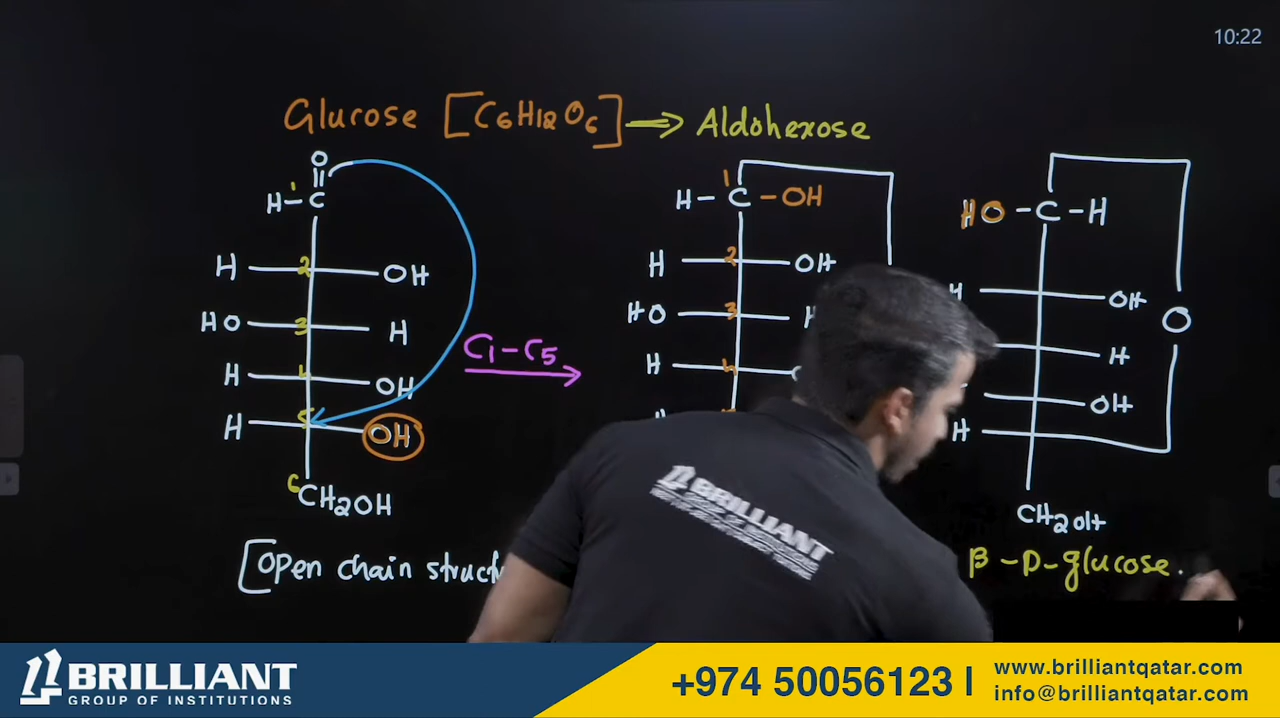 10:22
Glucose [C6H12O6] ⟹ Aldohexose
O
1
H-C
H 2 OH
HO 3 H
H 4 OH
H 5 OH
6 CH2OH
[Open chain
C1-C5
1
H-C-OH
H 2 OH
HO 3 H
H 4
HO-C-H
H OH
H
OH
H
O
CH2OH
β-D-glucose.
BRILLIANT
BRILLIANT
GROUP OF INSTITUTIONS
+974 50056123 |
www.brilliantqatar.com
info@brilliantqatar.com